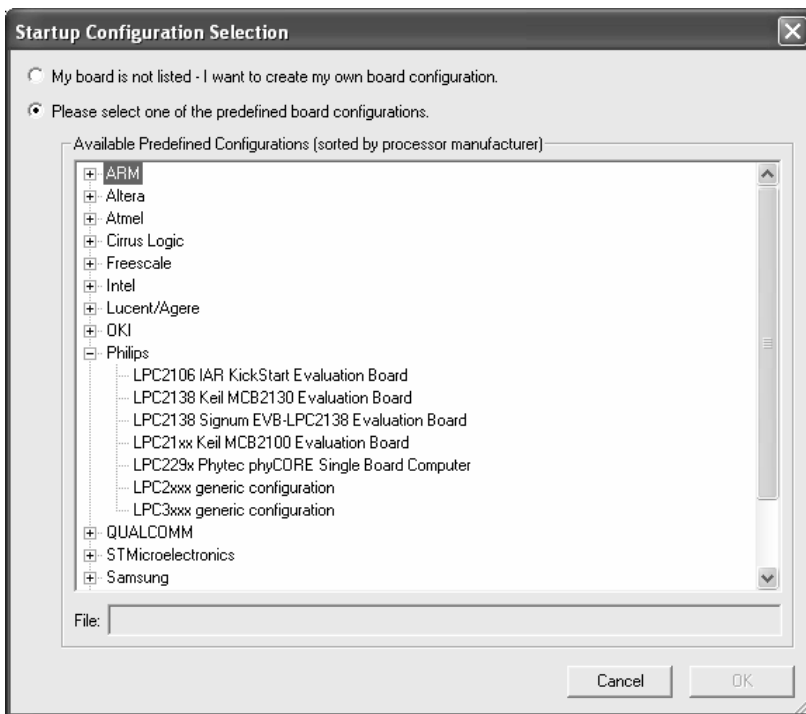 Startup Configuration Selection
My board is not listed - I want to create my own board configuration.
Please select one of the predefined board configurations.
Available Predefined Configurations (sorted by processor manufacturer)
ARM
Altera
Atmel
Cirrus Logic
Freescale
Intel
Lucent/Agere
OKI
Philips
LPC2106 IAR KickStart Evaluation Board
LPC2138 Keil MCB2130 Evaluation Board
LPC2138 Signum EVB-LPC2138 Evaluation Board
LPC21xx Keil MCB2100 Evaluation Board
LPC229x Phytec phyCORE Single Board Computer
LPC2xxx generic configuration
LPC3xxx generic configuration
QUALCOMM
STMicroelectronics
Samsung
File:
Cancel OK